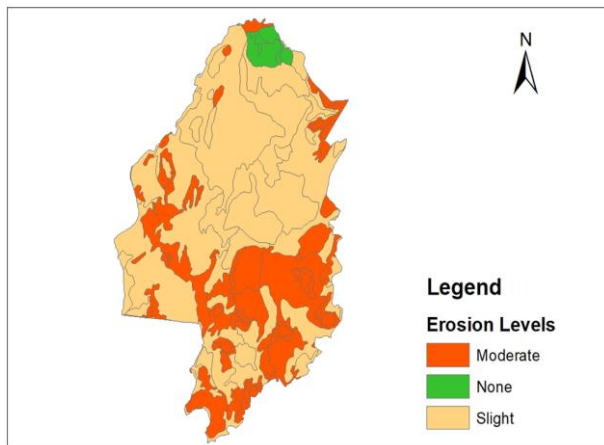 N
Legend
Erosion Levels
Moderate
None
Slight